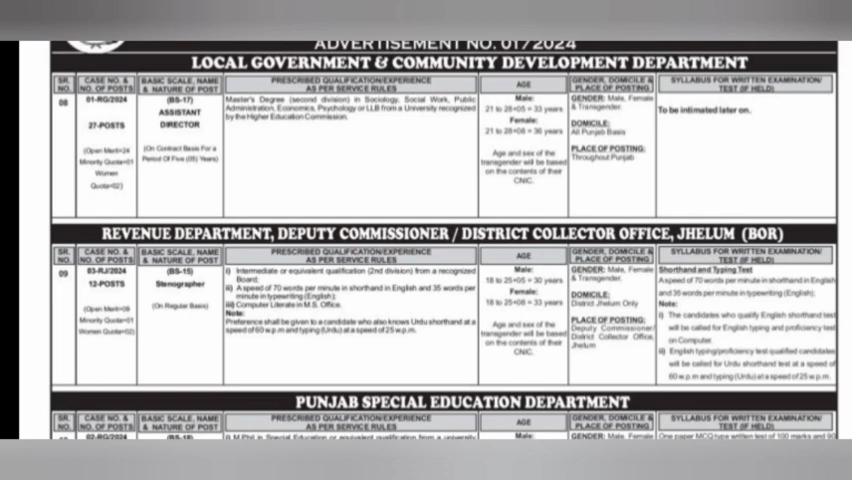 ADVERTISEMENT NO. 01/2024
LOCAL GOVERNMENT & COMMUNITY DEVELOPMENT DEPARTMENT
SR. NO.
CASE NO. & NO. OF POSTS
BASIC SCALE, NAME & NATURE OF POST
PRESCRIBED QUALIFICATION/EXPERIENCE
AS PER SERVICE RULES
AGE
GENDER, DOMICILE & PLACE OF POSTING
SYLLABUS FOR WRITTEN EXAMINATION/ TEST (IF HELD)
08
01-RG/2024
27-POSTS
(Open Merit=24
Minority Quota=01
Women
Quota=02)
(BS-17)
ASSISTANT
DIRECTOR
(On Contract Basis For a
Period Of Five (05) Years)
Master's Degree (second division) in Sociology, Social Work, Public
Administration, Economics, Psychology or LLB from a University recognized
by the Higher Education Commission.
Male:
21 to 28+05 = 33 years
Female:
21 to 28+08 = 36 years
Age and sex of the
transgender will be based
on the contents of their
CNIC.
GENDER: Male, Female
& Transgender.
DOMICILE:
All Punjab Basis
PLACE OF POSTING:
Throughout Punjab
To be intimated later on.
REVENUE DEPARTMENT, DEPUTY COMMISSIONER / DISTRICT COLLECTOR OFFICE, JHELUM (BOR)
SR. NO.
CASE NO. & NO. OF POSTS
BASIC SCALE, NAME & NATURE OF POST
PRESCRIBED QUALIFICATION/EXPERIENCE
AS PER SERVICE RULES
AGE
GENDER, DOMICILE & PLACE OF POSTING
SYLLABUS FOR WRITTEN EXAMINATION/ TEST (IF HELD)
09
03-RJ/2024
12-POSTS
(Open Merit=09
Minority Quota=01
Women Quota=02)
(BS-15)
Stenographer
(On Regular Basis)
i) Intermediate or equivalent qualification (2nd division) from a recognized
Board;
ii) A speed of 70 words per minute in shorthand in English and 35 words per
minute in typewriting (English);
iii) Computer Literate in M.S. Office.
Note:
Preference shall be given to a candidate who also knows Urdu shorthand at a
speed of 60 w.p.m and typing (Urdu) at a speed of 25 w.p.m.
Male:
18 to 25+05 = 30 years
Female:
18 to 25+08 = 33 years
Age and sex of the
transgender will be based
on the contents of their
CNIC.
GENDER: Male, Female
& Transgender.
DOMICILE:
District Jhelum Only
PLACE OF POSTING:
Deputy Commissioner/
District Collector Office,
Jhelum
Shorthand and Typing Test
A speed of 70 words per minute in shorthand in English
and 35 words per minute in typewriting (English);
Note:
i) The candidates who qualify English shorthand test
will be called for English typing and proficiency test
on Computer.
ii) English typing/proficiency test qualified candidates
will be called for Urdu shorthand test at a speed of
60 w.p.m and typing (Urdu) at a speed of 25 w.p.m.
PUNJAB SPECIAL EDUCATION DEPARTMENT
SR. NO.
CASE NO. & NO. OF POSTS
BASIC SCALE, NAME & NATURE OF POST
PRESCRIBED QUALIFICATION/EXPERIENCE
AS PER SERVICE RULES
AGE
GENDER, DOMICILE & PLACE OF POSTING
SYLLABUS FOR WRITTEN EXAMINATION/ TEST (IF HELD)
02-RG/2024
(BS-18)
M.Phil in Special Education or equivalent qualification from a university
Male:
GENDER: Male, Female
One paper MCQ type written test of 100 marks and 90